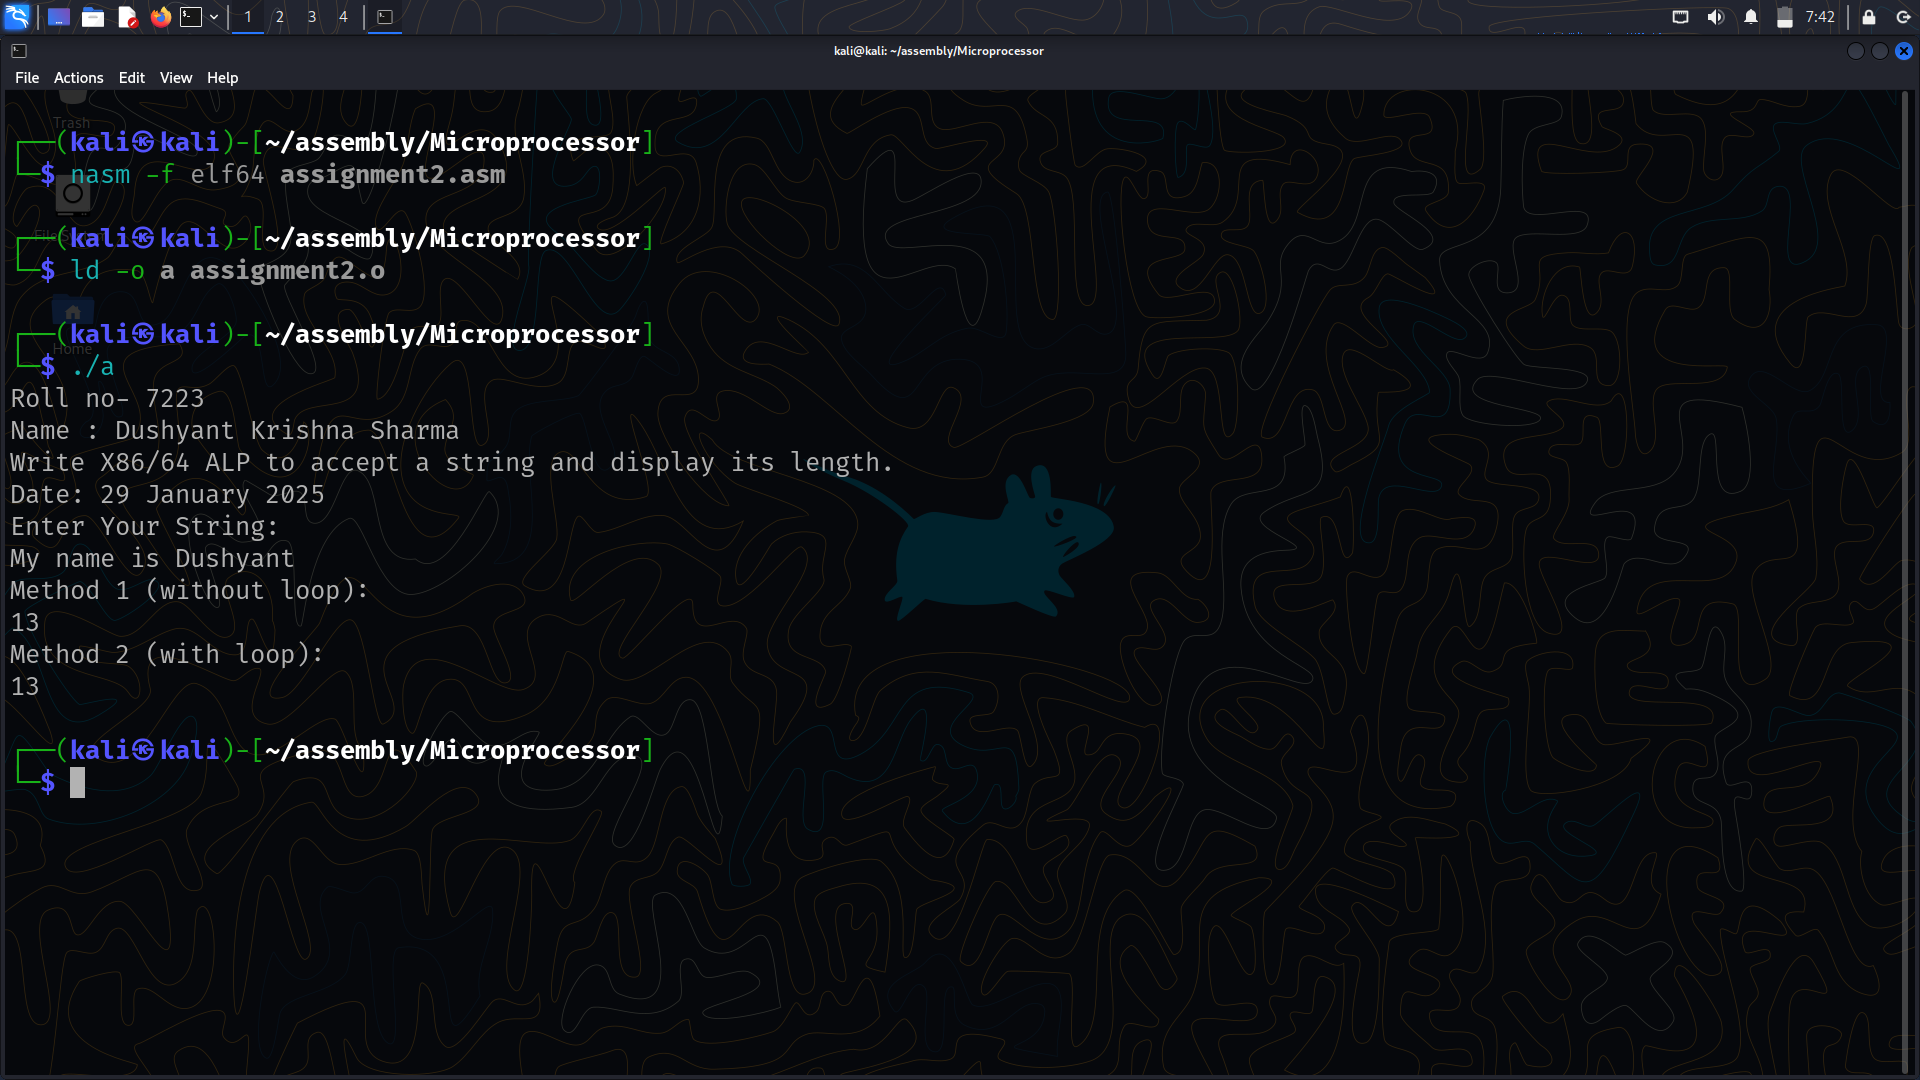 1 2 3 4 7:42
kali@kali: ~/assembly/Microprocessor
File Actions Edit View Help
Trash
┌──(kali㉿kali)-[~/assembly/Microprocessor]
└─$ nasm -f elf64 assignment2.asm
┌──(kali㉿kali)-[~/assembly/Microprocessor]
└─$ ld -o a assignment2.o
┌──(kali㉿kali)-[~/assembly/Microprocessor]
Home
└─$ ./a
Roll no- 7223
Name : Dushyant Krishna Sharma
Write X86/64 ALP to accept a string and display its length.
Date: 29 January 2025
Enter Your String:
My name is Dushyant
Method 1 (without loop):
13
Method 2 (with loop):
13
┌──(kali㉿kali)-[~/assembly/Microprocessor]
└─$